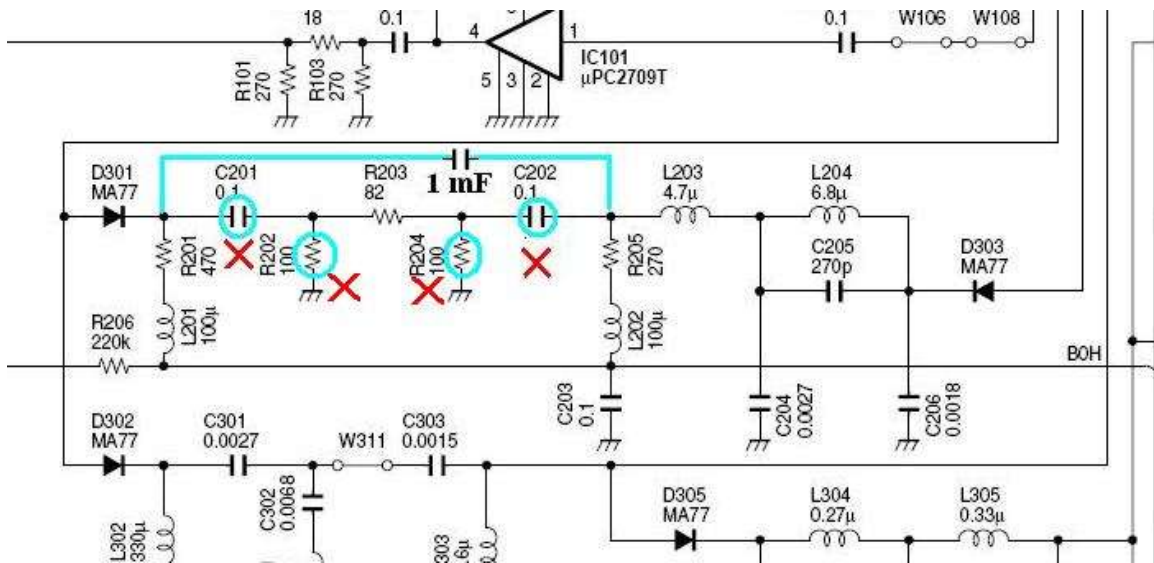 18
0.1
4
5
3
2
1
IC101
µPC2709T
0.1
W106
W108
R101
270
R103
270
D301
MA77
C201
0.1
R203
82
1 mF
C202
0.1
L203
4.7µ
L204
6.8µ
R201
470
R202
100
R204
100
R205
270
C205
270p
D303
MA77
L201
100µ
L202
100µ
R206
220k
B0H
C203
0.1
C204
0.0027
C206
0.0018
D302
MA77
C301
0.0027
W311
C303
0.0015
C302
0.0068
L302
330µ
303
.6µ
D305
MA77
L304
0.27µ
L305
0.33µ